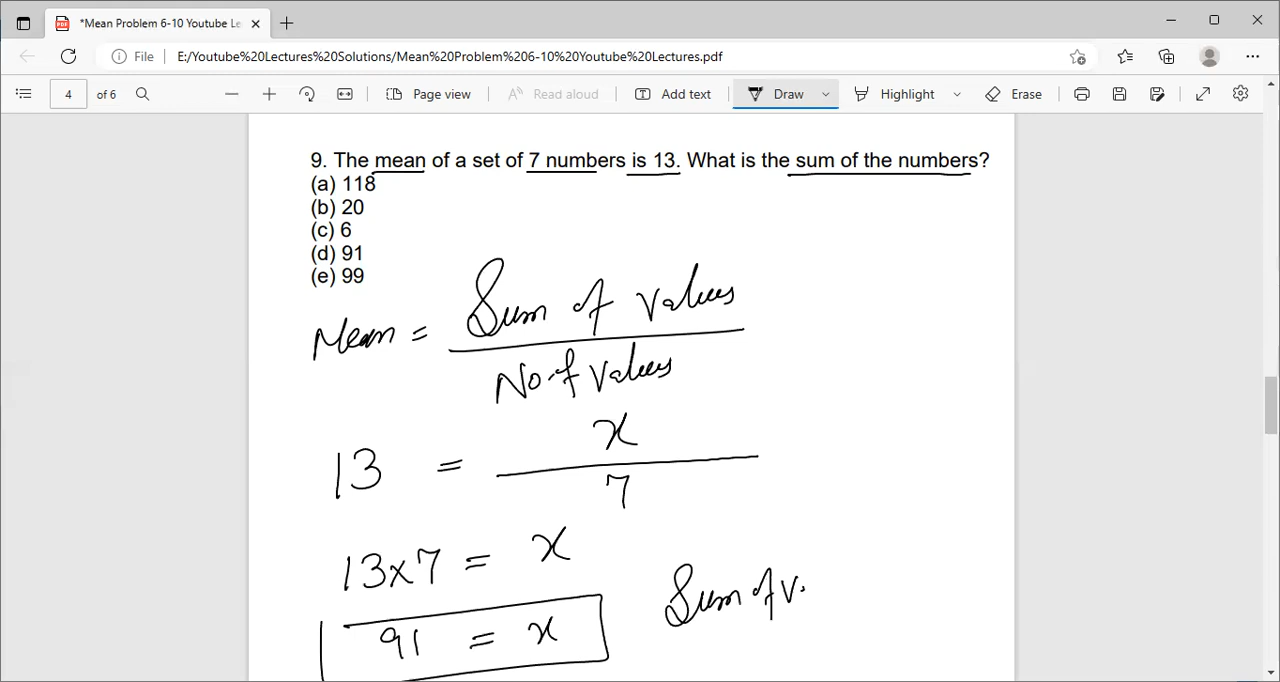 *Mean Problem 6-10 Youtube Le
File E:/Youtube%20Lectures%20Solutions/Mean%20Problem%206-10%20Youtube%20Lectures.pdf
4 of 6 Page view Read aloud Add text Draw Highlight Erase
9. The mean of a set of 7 numbers is 13. What is the sum of the numbers?
(a) 118
(b) 20
(c) 6
(d) 91
(e) 99
Mean = Sum of values
No. of values
13 = x
7
13x7 = x
91 = x
Sum of v.